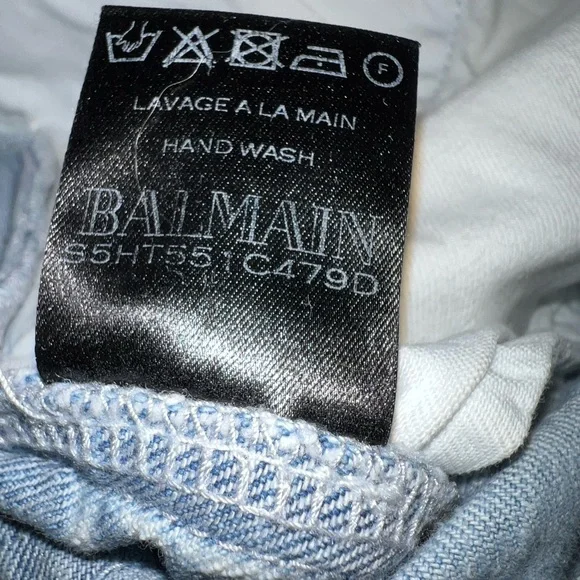 F
LAVAGE A LA MAIN
HAND WASH
BALMAIN
S5HT551C479D